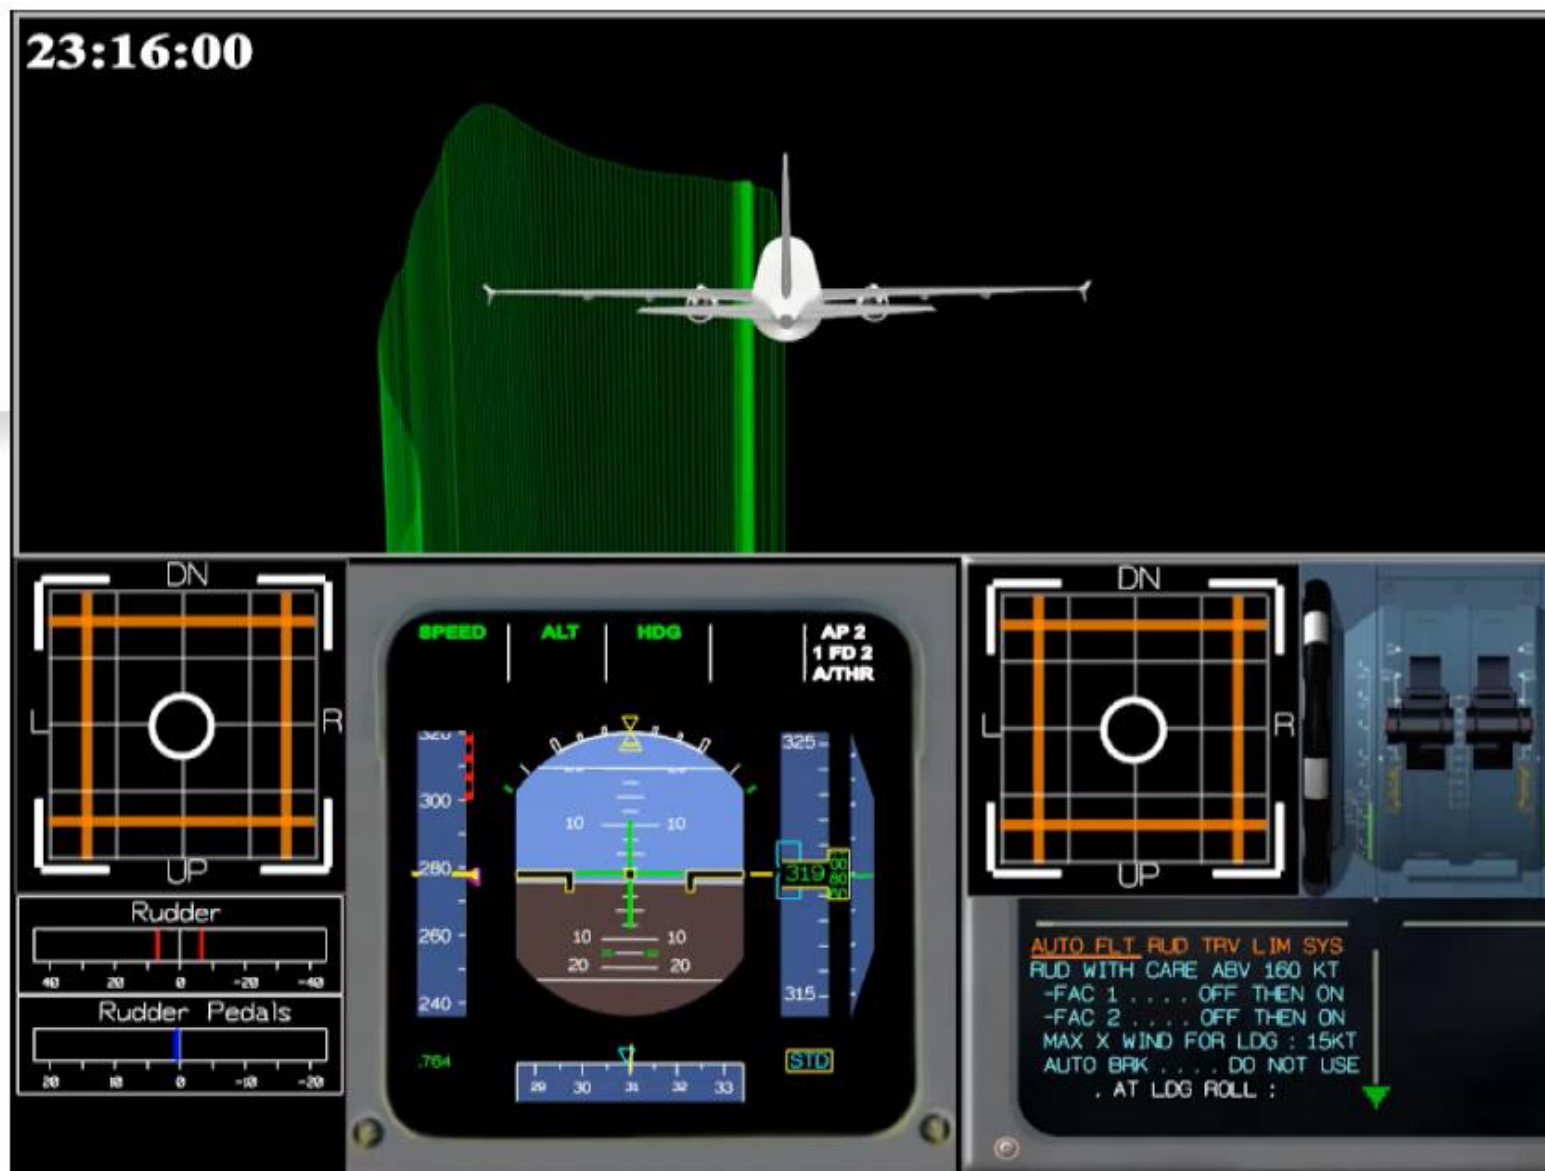 23:16:00
DN
L R
UP
Rudder
40 20 0 -20 -40
Rudder Pedals
20 10 0 -10 -20
SPEED ALT HDG AP 2
1 FD 2
A/THR
320
300
280
260
240
.764
10 10
10 10
20 20
325
319
315
STD
29 30 31 32 33
DN
L R
UP
AUTO FLT RUD TRV LIM SYS
RUD WITH CARE ABV 160 KT
-FAC 1 .... OFF THEN ON
-FAC 2 .... OFF THEN ON
MAX X WIND FOR LDG : 15KT
AUTO BRK .... DO NOT USE
. AT LDG ROLL :